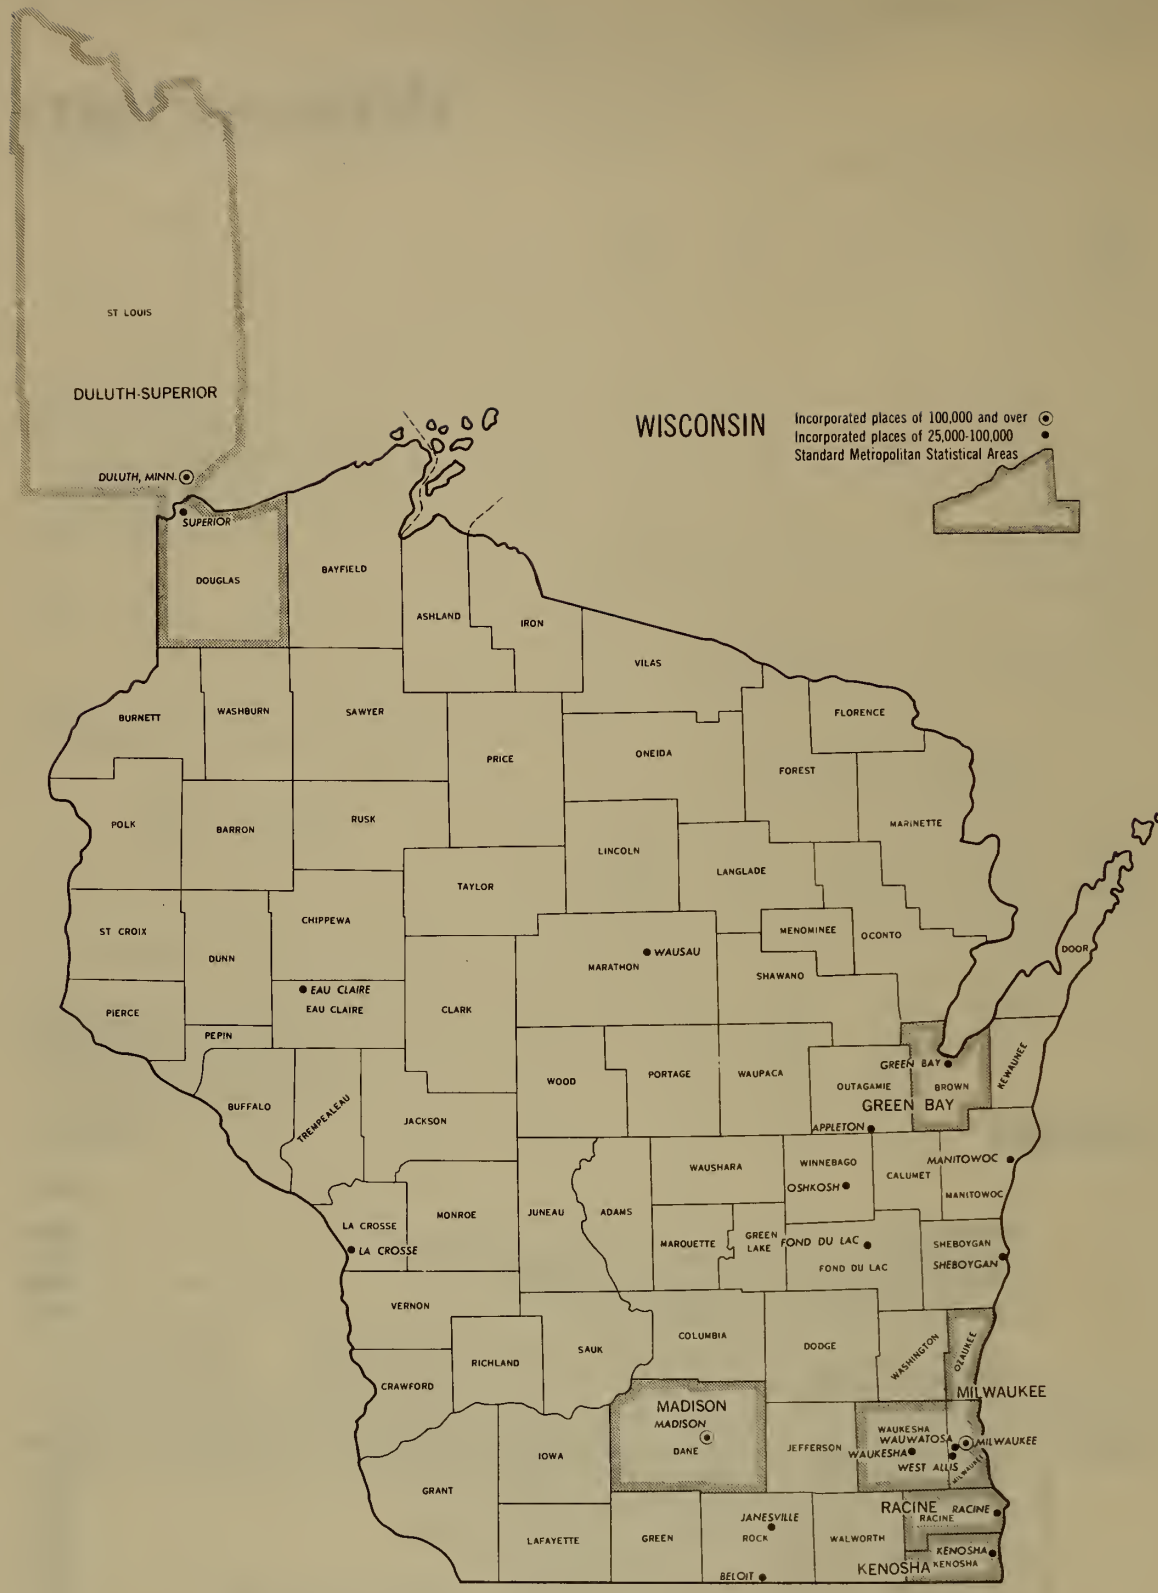 WISCONSIN
Incorporated places of 100,000 and over
Incorporated places of 25,000-100,000
Standard Metropolitan Statistical Areas
ST LOUIS
DULUTH-SUPERIOR
DULUTH, MINN.
SUPERIOR
DOUGLAS
BAYFIELD
ASHLAND
IRON
VILAS
BURNETT
WASHBURN
SAWYER
FLORENCE
PRICE
ONEIDA
FOREST
POLK
BARRON
RUSK
MARINETTE
LINCOLN
LANGLADE
TAYLOR
CHIPPEWA
ST CROIX
MENOMINEE
OCONTO
DOOR
DUNN
WAUSAU
MARATHON
SHAWANO
EAU CLAIRE
EAU CLAIRE
CLARK
PIERCE
PEPIN
WOOD
PORTAGE
WAUPACA
GREEN BAY
OUTAGAMIE
BROWN
KEWAUNEE
GREEN BAY
BUFFALO
TREMPEALEAU
JACKSON
APPLETON
WAUSHARA
WINNEBAGO
MANITOWOC
CALUMET
OSHKOSH
MANITOWOC
LA CROSSE
MONROE
JUNEAU
ADAMS
MARQUETTE
GREEN
LAKE
FOND DU LAC
SHEBOYGAN
LA CROSSE
FOND DU LAC
SHEBOYGAN
VERNON
COLUMBIA
DODGE
WASHINGTON
OZAUKEE
RICHLAND
SAUK
CRAWFORD
MILWAUKEE
MADISON
MADISON
DANE
WAUKESHA
WAUWATOSA
MILWAUKEE
JEFFERSON
WAUKESHA
IOWA
WEST ALLIS
MILWAUKEE
GRANT
RACINE
RACINE
RACINE
JANESVILLE
LAFAYETTE
GREEN
ROCK
WALWORTH
KENOSHA
KENOSHA
KENOSHA
BELOIT